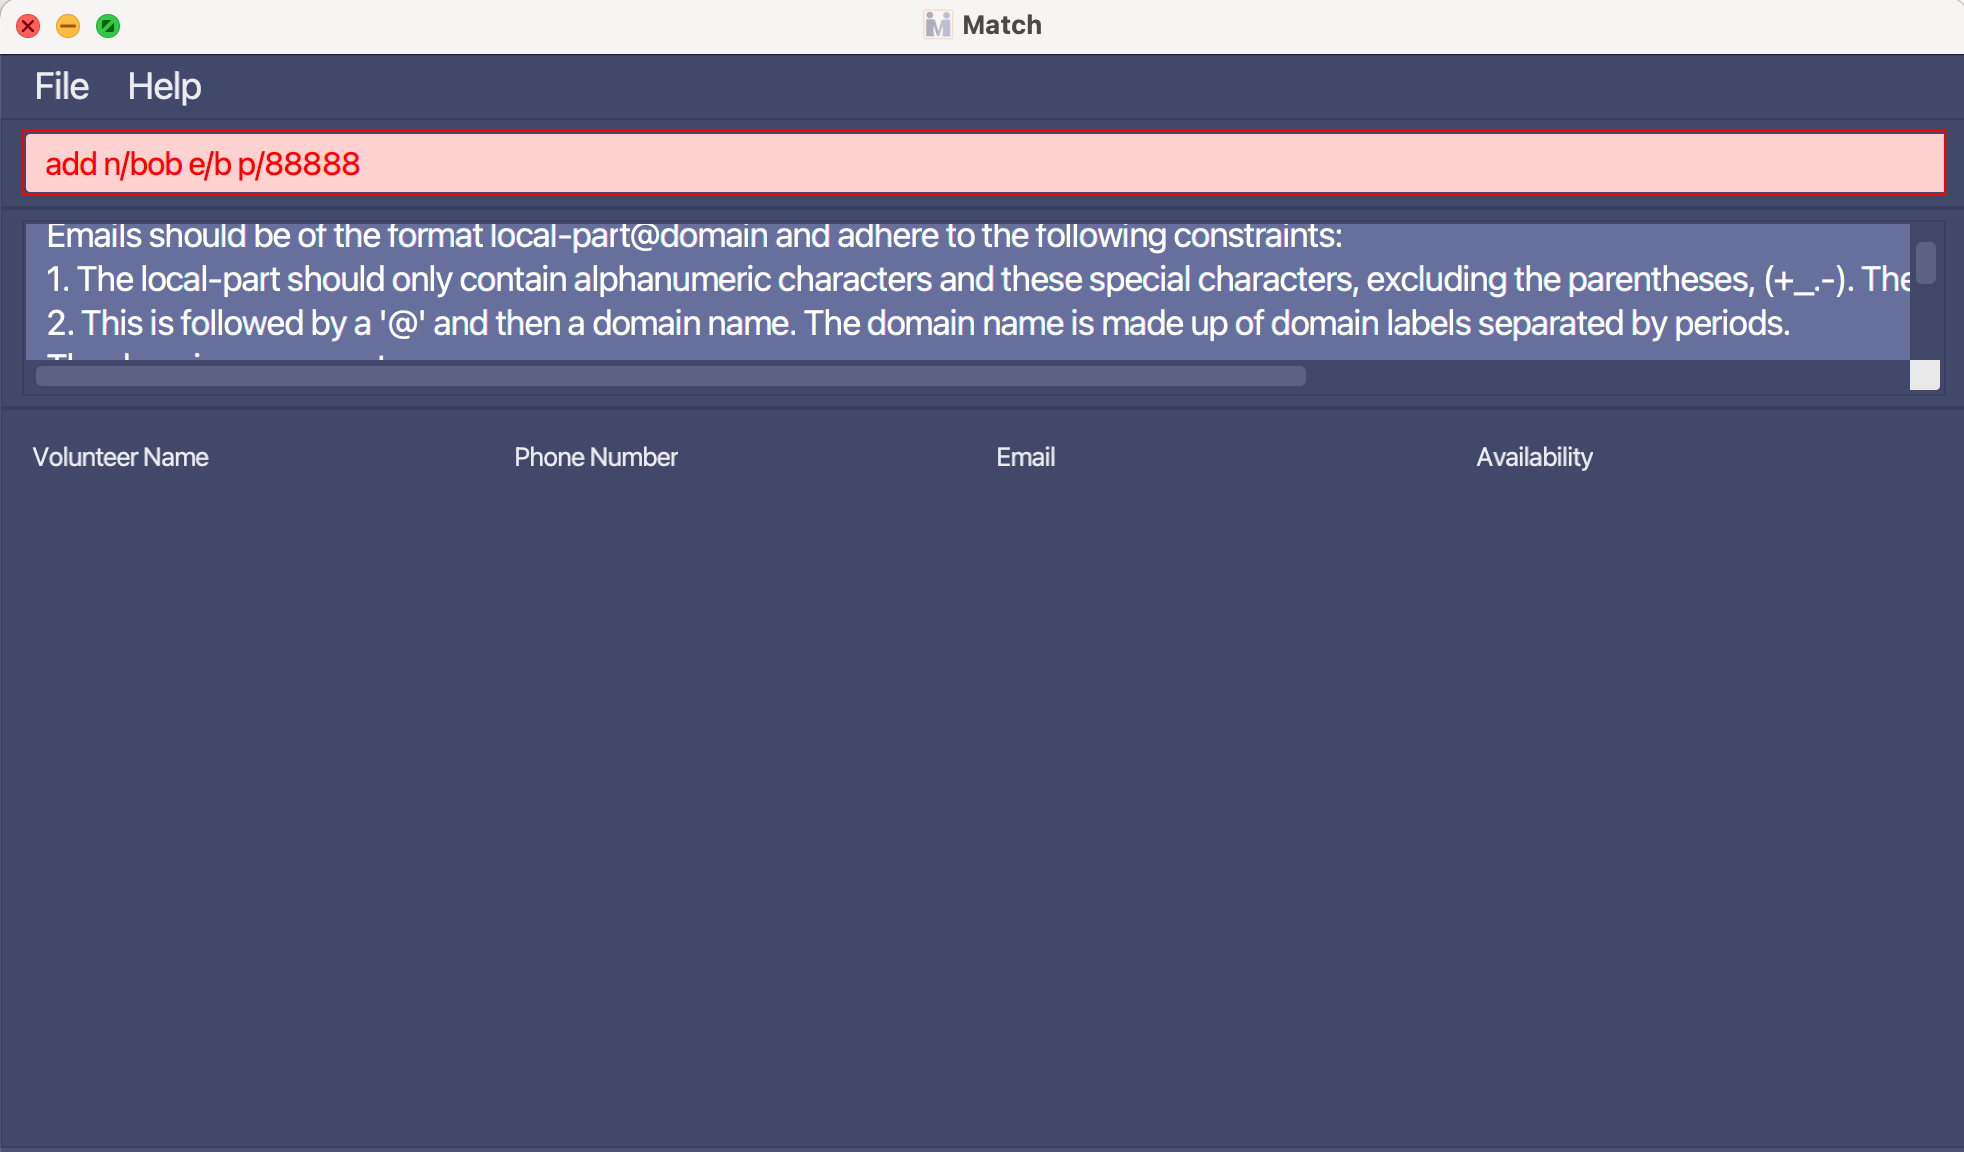 Match
File Help
add n/bob e/b p/88888
Emails should be of the format local-part@domain and adhere to the following constraints:
1. The local-part should only contain alphanumeric characters and these special characters, excluding the parentheses, (+_.-). The
2. This is followed by a '@' and then a domain name. The domain name is made up of domain labels separated by periods.
Volunteer Name Phone Number Email Availability